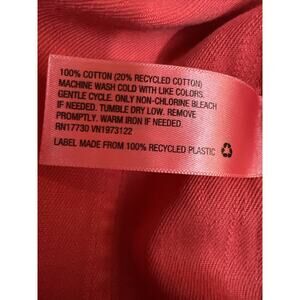 100% COTTON (20% RECYCLED COTTON)
MACHINE WASH COLD WITH LIKE COLORS.
GENTLE CYCLE. ONLY NON-CHLORINE BLEACH
IF NEEDED. TUMBLE DRY LOW. REMOVE
PROMPTLY. WARM IRON IF NEEDED.
RN17730 VN1973122
LABEL MADE FROM 100% RECYCLED PLASTIC